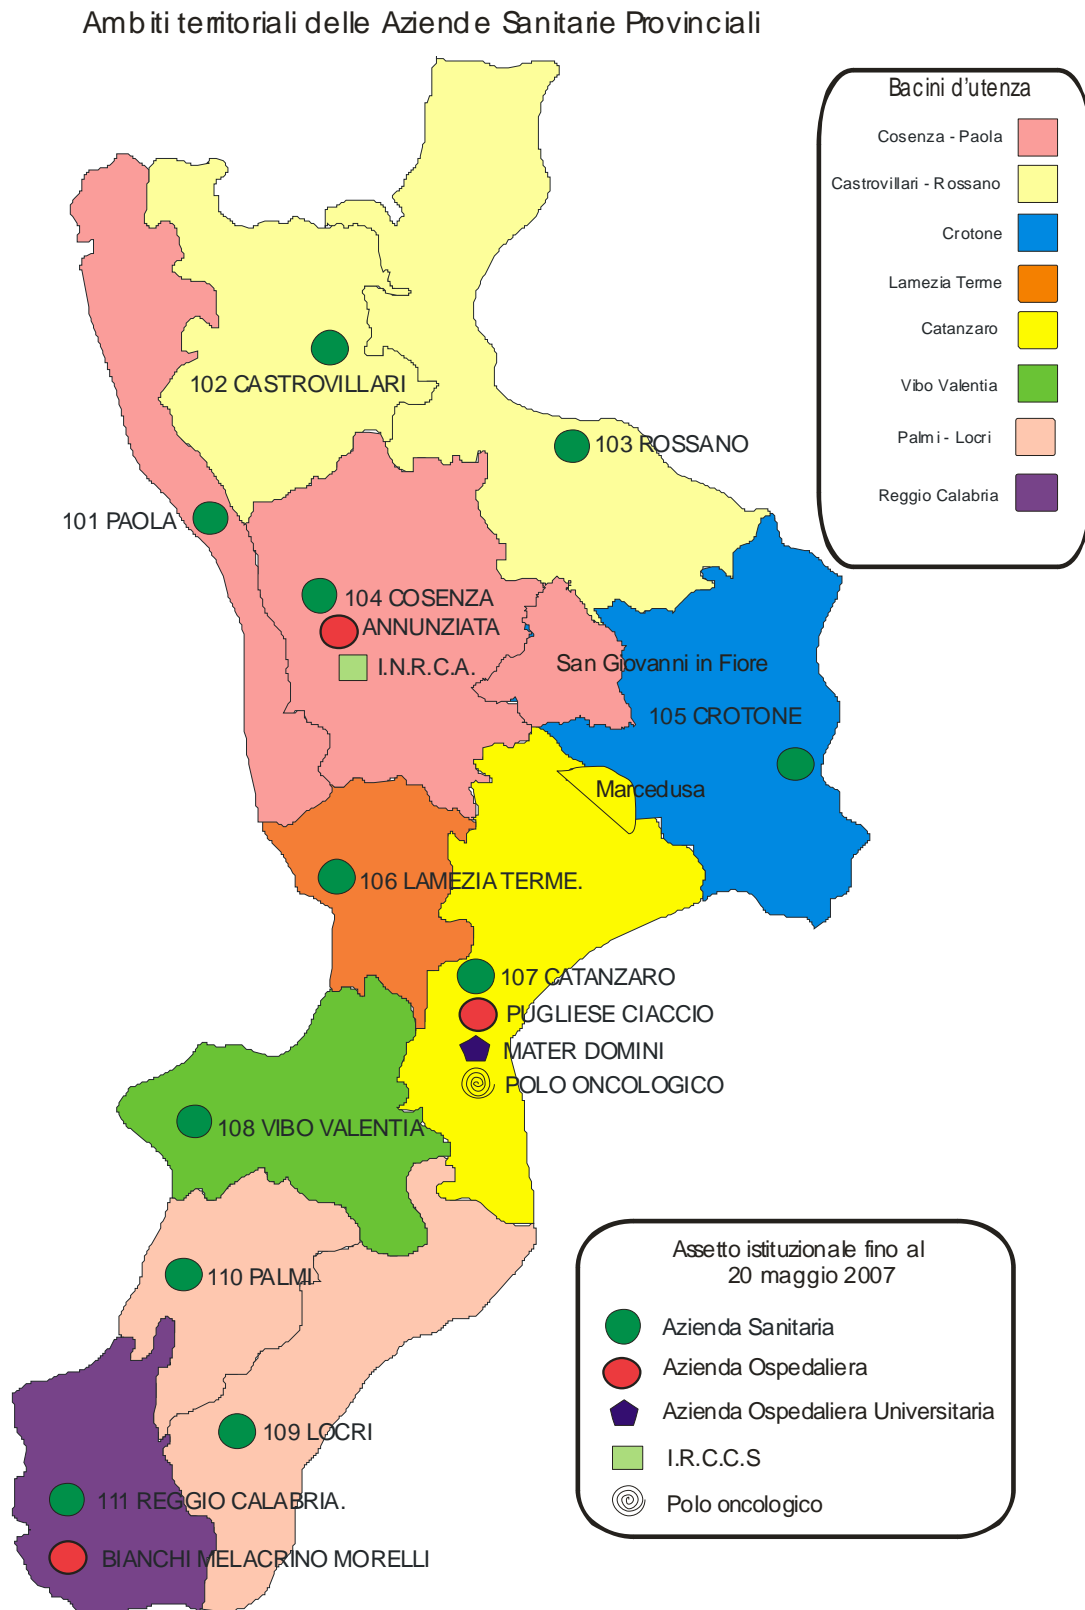 Ambiti territoriali delle Aziende Sanitarie Provinciali
Bacini d'utenza
Cosenza - Paola
Castrovillari - Rossano
Crotone
Lamezia Terme
Catanzaro
Vibo Valentia
Palmi - Locri
Reggio Calabria
102 CASTROVILLARI
103 ROSSANO
101 PAOLA
104 COSENZA
ANNUNZIATA
I.N.R.C.A.
San Giovanni in Fiore
105 CROTONE
Marcedusa
106 LAMEZIA TERME.
107 CATANZARO
PUGLIESE CIACCIO
MATER DOMINI
POLO ONCOLOGICO
108 VIBO VALENTIA
110 PALMI
109 LOCRI
111 REGGIO CALABRIA.
BIANCHI MELACRINO MORELLI
Assetto istituzionale fino al
20 maggio 2007
Azienda Sanitaria
Azienda Ospedaliera
Azienda Ospedaliera Universitaria
I.R.C.C.S
Polo oncologico